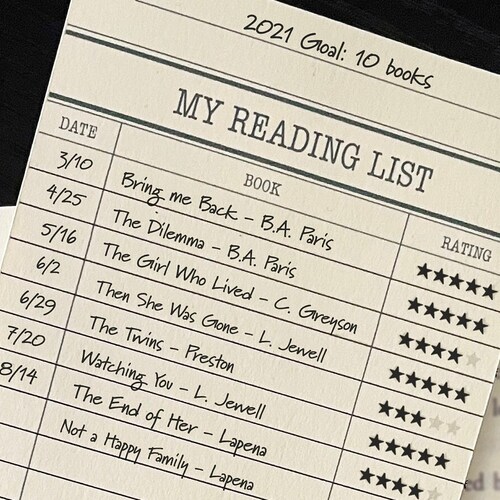 2021 Goal: 10 books
MY READING LIST
DATE BOOK RATING
3/10 Bring me Back - B.A. Paris ★★★★★
4/25 The Dilemma - B.A. Paris ★★★★★
5/16 The Girl Who Lived - C. Greyson ★★★★☆
6/2 Then She Was Gone - L. Jewell ★★★★★
6/29 The Twins - Preston ★★★☆☆
7/20 Watching You - L. Jewell ★★★★★
8/14 The End of Her - Lapena ★★★★☆
Not a Happy Family - Lapena